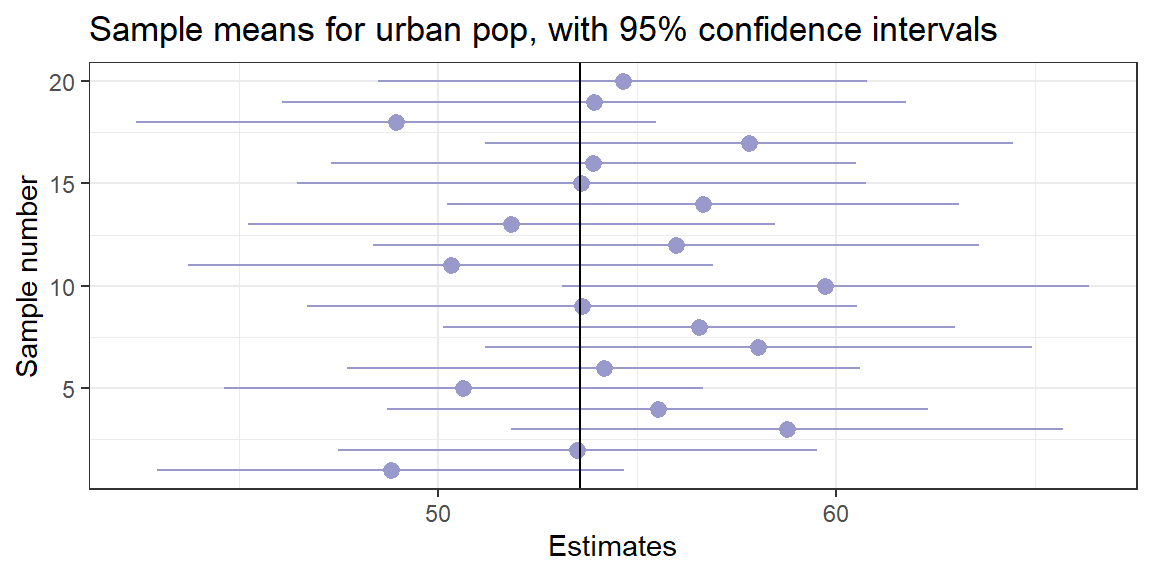 Sample means for urban pop, with 95% confidence intervals
20
15
10
5
Sample number
50 60
Estimates